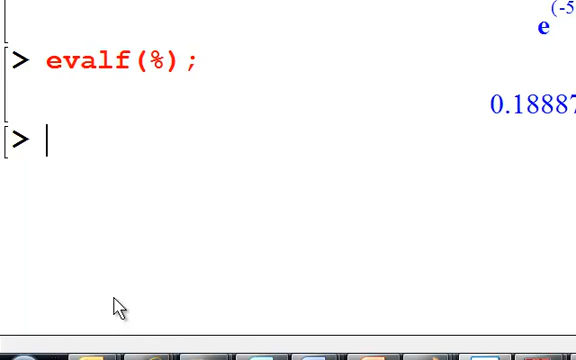 e(-5
> evalf(%);
0.18887
>